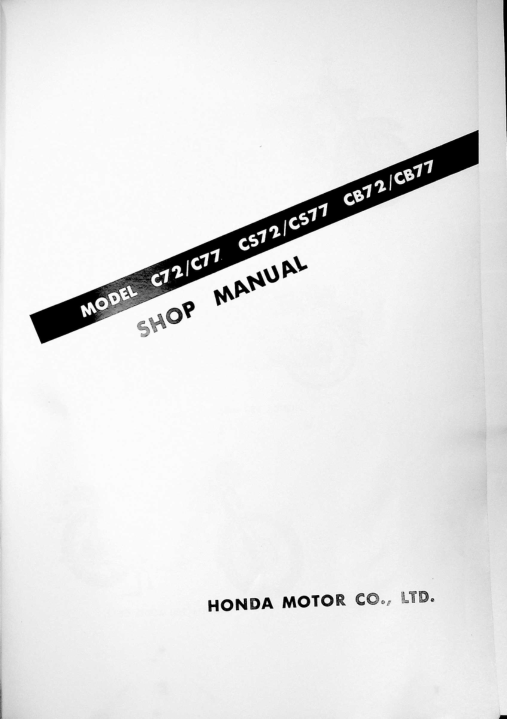 MODEL C72/C77 CS72/CS77 CB72/CB77
SHOP MANUAL
HONDA MOTOR CO., LTD.